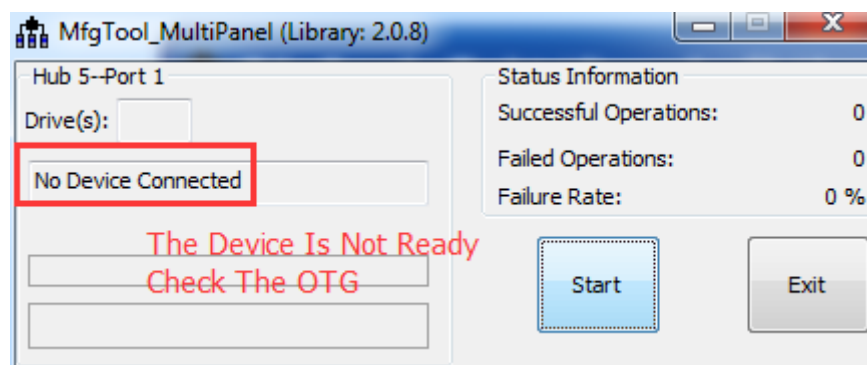 MfgTool_MultiPanel (Library: 2.0.8)
Hub 5--Port 1
Drive(s):
No Device Connected
The Device Is Not Ready
Check The OTG
Status Information
Successful Operations: 0
Failed Operations: 0
Failure Rate: 0 %
Start
Exit